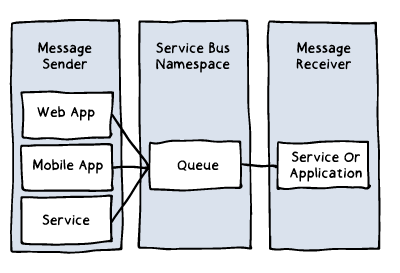 Message
Sender
Web App
Mobile App
Service
Service Bus
Namespace
Queue
Message
Receiver
Service Or
Application